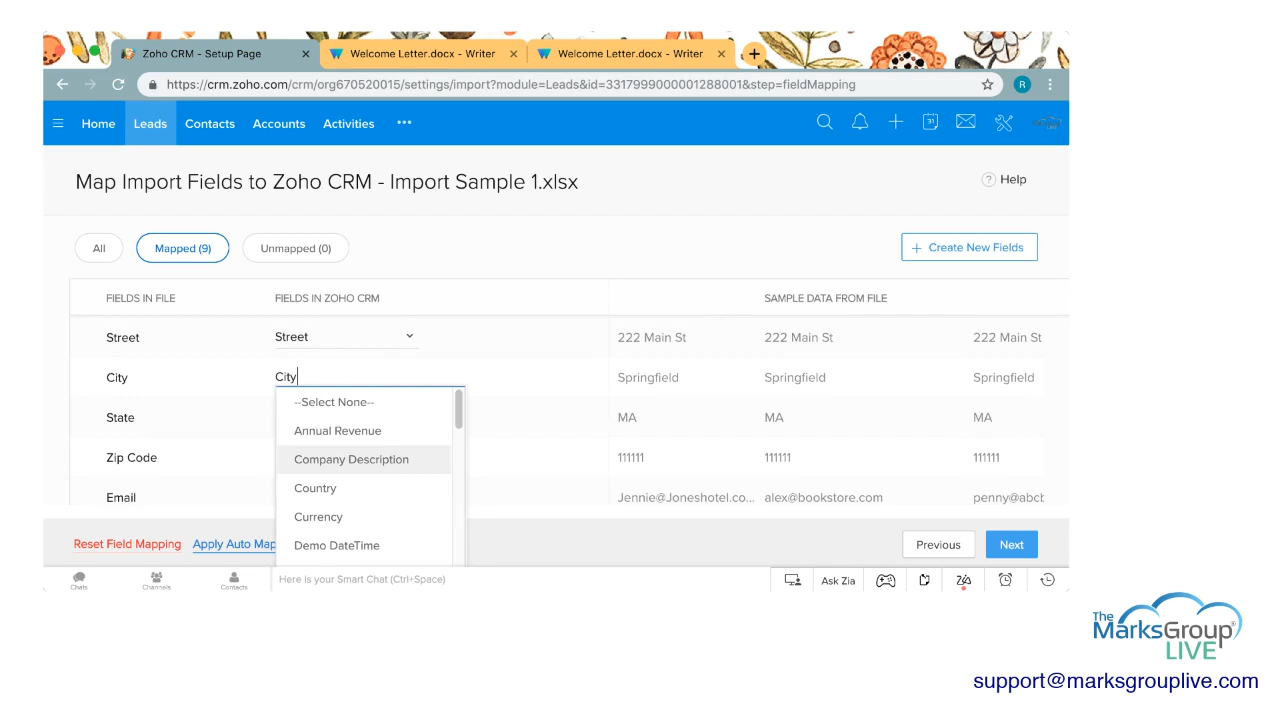 Zoho CRM - Setup Page
Welcome Letter.docx - Writer
Welcome Letter.docx - Writer
https://crm.zoho.com/crm/org670520015/settings/import?module=Leads&id=3317999000001288001&step=fieldMapping
R
Home Leads Contacts Accounts Activities
31
Map Import Fields to Zoho CRM - Import Sample 1.xlsx
? Help
All Mapped (9) Unmapped (0)
+ Create New Fields
FIELDS IN FILE FIELDS IN ZOHO CRM SAMPLE DATA FROM FILE
Street Street 222 Main St 222 Main St 222 Main St
City City Springfield Springfield Springfield
--Select None--
State MA MA MA
Annual Revenue
Zip Code 111111 111111 111111
Company Description
Country
Email Jennie@Joneshotel.co... alex@bookstore.com penny@abct
Currency
Demo DateTime
Reset Field Mapping Apply Auto Map Previous Next
Chats Channels Contacts Here is your Smart Chat (Ctrl+Space) Ask Zia
The
MarksGroup
LIVE
support@marksgrouplive.com